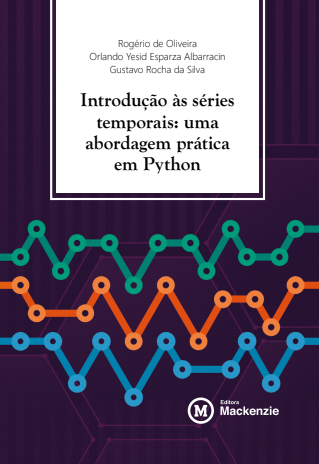 Rogério de Oliveira
Orlando Yesid Esparza Albarracin
Gustavo Rocha da Silva
Introdução às séries
temporais: uma
abordagem prática
em Python
M
Editora
Mackenzie